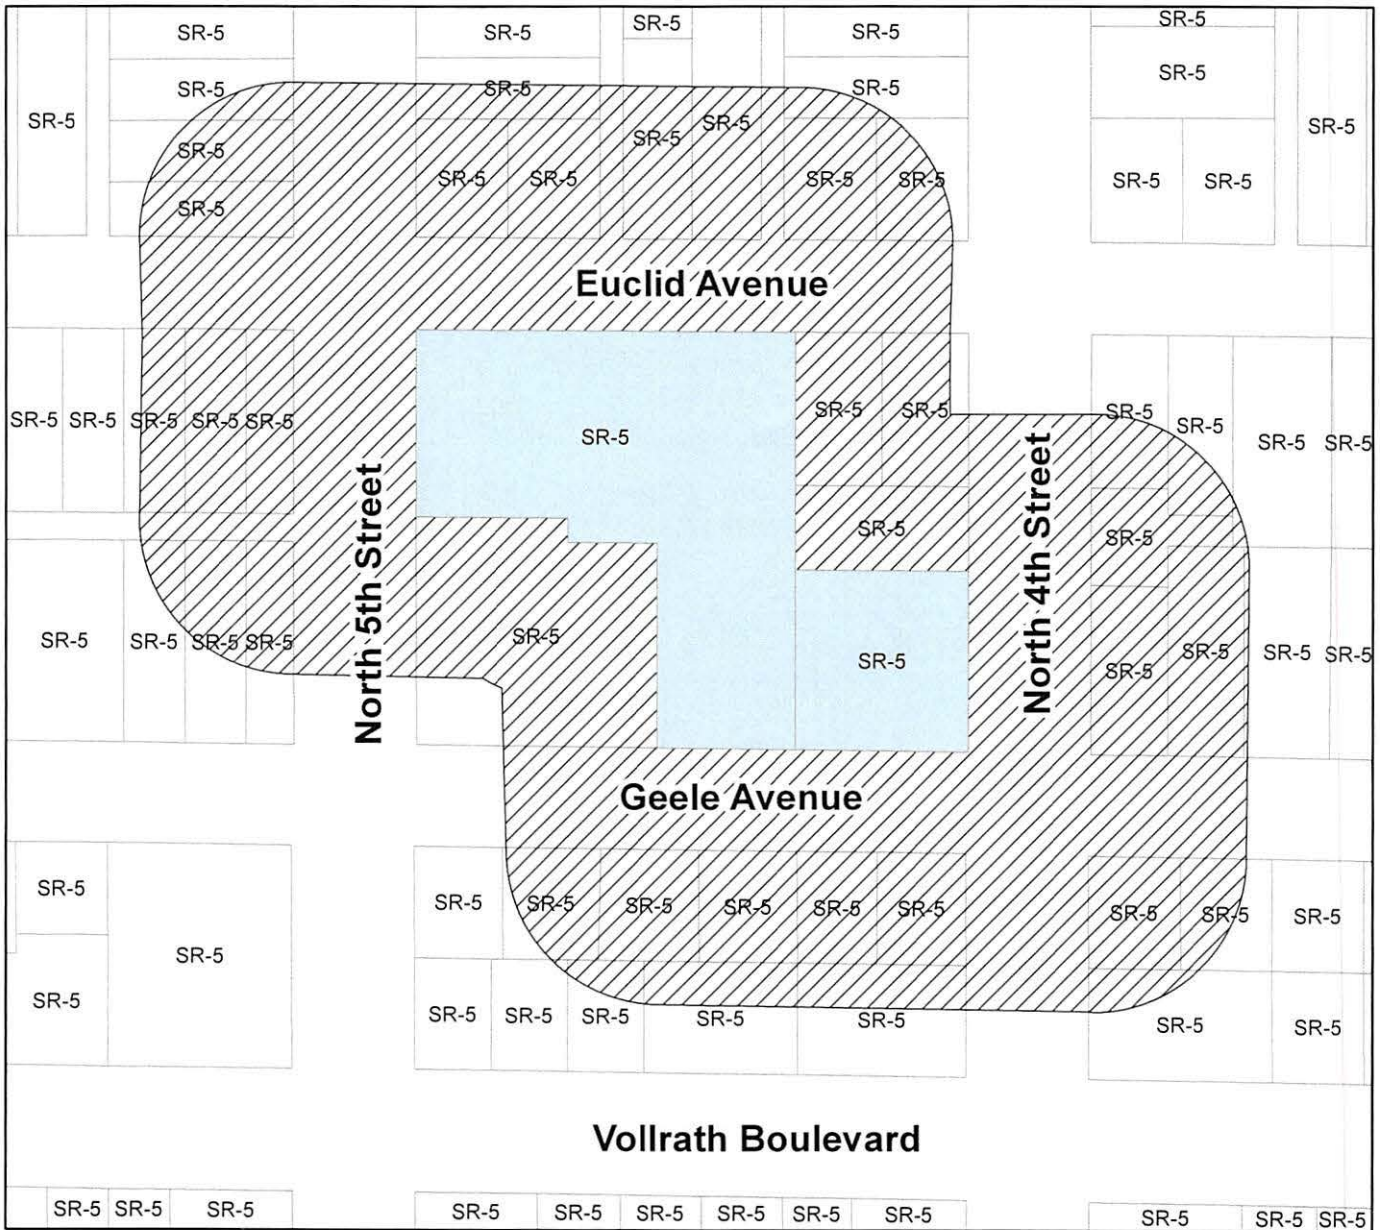 SR-5 SR-5 SR-5 SR-5 SR-5
SR-5 SR-5 SR-5 SR-5
SR-5 SR-5 SR-5 SR-5
SR-5 SR-5
SR-5 SR-5 SR-5 SR-5 SR-5 SR-5 SR-5
SR-5
Euclid Avenue
SR-5 SR-5 SR-5 SR-5 SR-5 SR-5 SR-5 SR-5 SR-5 SR-5 SR-5 SR-5
North 5th Street
North 4th Street
SR-5 SR-5
SR-5 SR-5 SR-5 SR-5 SR-5 SR-5 SR-5 SR-5 SR-5 SR-5
Geele Avenue
SR-5 SR-5 SR-5 SR-5 SR-5 SR-5 SR-5 SR-5 SR-5 SR-5
SR-5
SR-5 SR-5 SR-5 SR-5 SR-5 SR-5 SR-5 SR-5
Vollrath Boulevard
SR-5 SR-5 SR-5 SR-5 SR-5 SR-5 SR-5 SR-5 SR-5 SR-5 SR-5 SR-5